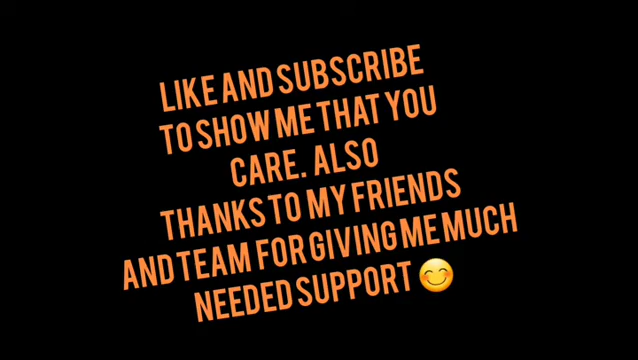 LIKE AND SUBSCRIBE
TO SHOW ME THAT YOU
CARE. ALSO
THANKS TO MY FRIENDS
AND TEAM FOR GIVING ME MUCH
NEEDED SUPPORT 😊